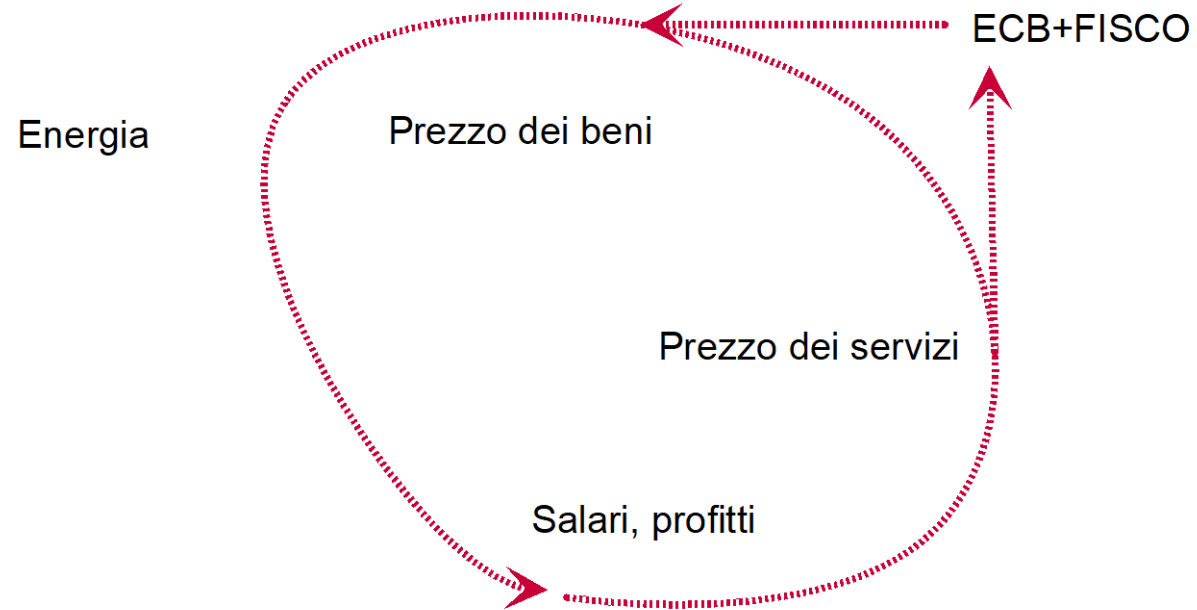 ECB+FISCO
Energia
Prezzo dei beni
Prezzo dei servizi
Salari, profitti